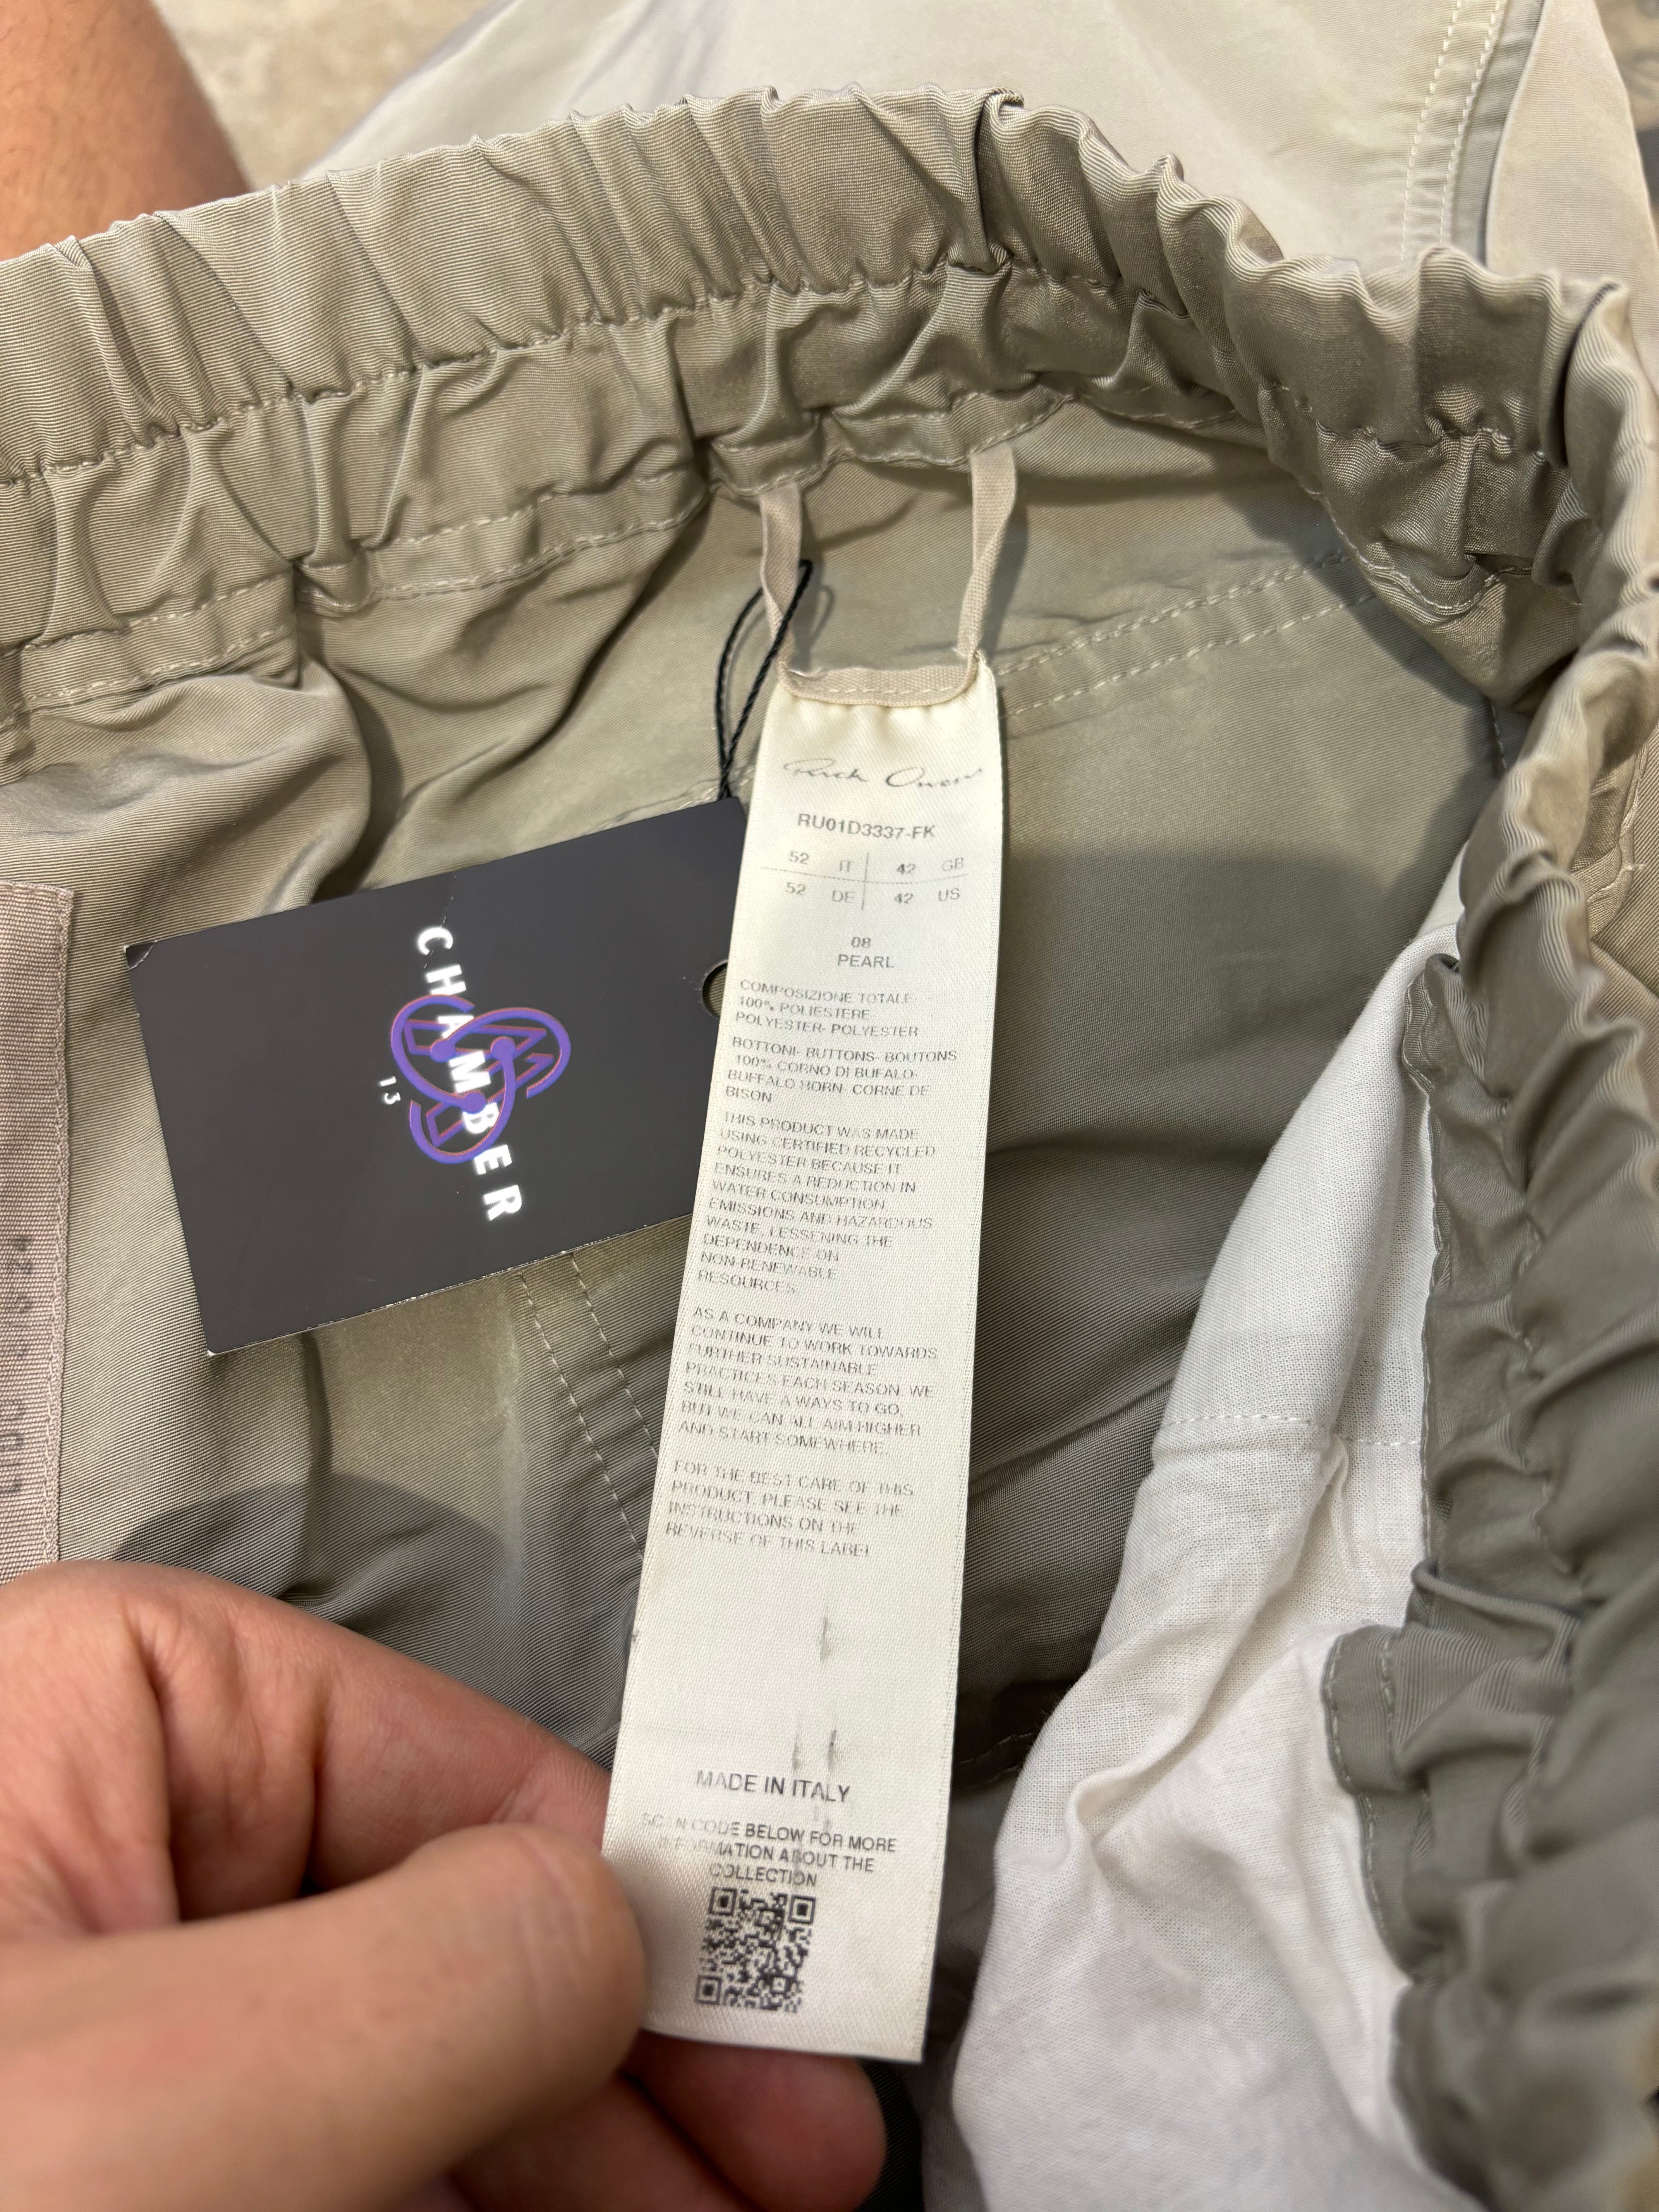 Rick Owens
RU01D3337-FK
52 IT 42 GB
52 DE 42 US
08
PEARL
COMPOSIZIONE TOTALE-
100% POLIESTERE
POLYESTER- POLYESTER
BOTTONI- BUTTONS- BOUTONS
100% CORNO DI BUFALO-
BUFFALO HORN- CORNE DE
BISON
THIS PRODUCT WAS MADE
USING CERTIFIED RECYCLED
POLYESTER BECAUSE IT
ENSURES A REDUCTION IN
WATER CONSUMPTION
EMISSIONS AND HAZARDOUS
WASTE, LESSENING THE
DEPENDENCE ON
NON-RENEWABLE
RESOURCES.
AS A COMPANY WE WILL
CONTINUE TO WORK TOWARDS
FURTHER SUSTAINABLE
PRACTICES EACH SEASON. WE
STILL HAVE A WAYS TO GO,
BUT WE CAN ALL AIM HIGHER
AND START SOMEWHERE.
FOR THE BEST CARE OF THIS
PRODUCT, PLEASE SEE THE
INSTRUCTIONS ON THE
REVERSE OF THIS LABEL
MADE IN ITALY
SCAN CODE BELOW FOR MORE
INFORMATION ABOUT THE
COLLECTION
CHAMBER
13